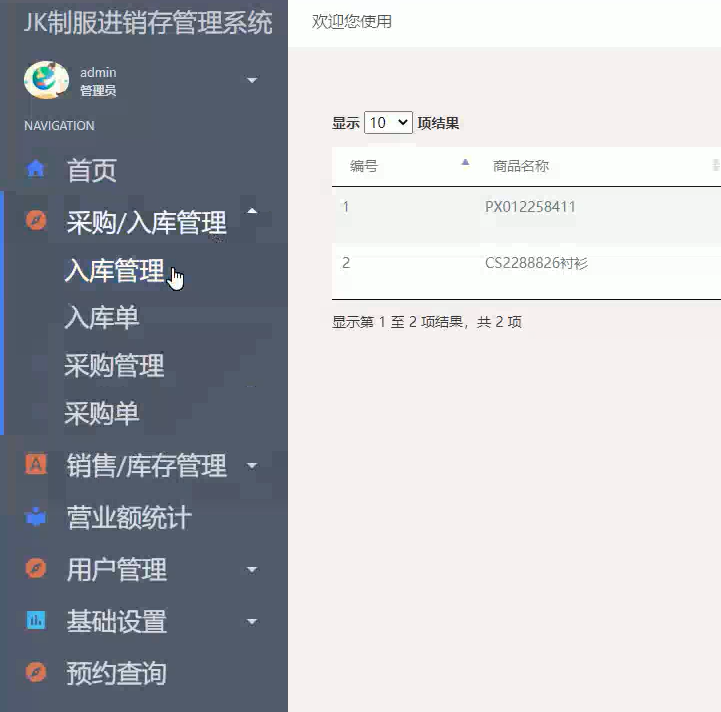 JK制服进销存管理系统
欢迎您使用
admin
管理员
NAVIGATION
首页
采购/入库管理
入库管理
入库单
采购管理
采购单
销售/库存管理
营业额统计
用户管理
基础设置
预约查询
显示 10 项结果
编号 商品名称
1 PX012258411
2 CS2288826衬衫
显示第 1 至 2 项结果，共 2 项